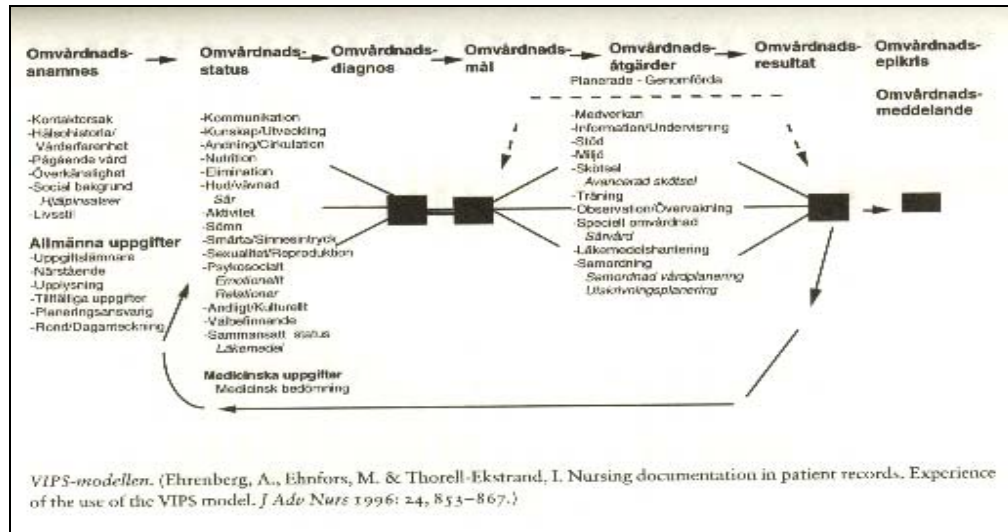 Omvårdnads-
anamnes
Omvårdnads-
status
Omvårdnads-
diagnos
Omvårdnads-
mål
Omvårdnads-
åtgärder
Planerade - Genomförda
Omvårdnads-
resultat
Omvårdnads-
epikris
Omvårdnads-
meddelande
-Kontaktorsak
-Hälsohistoria/
Vårderfarenhet
-Pågående vård
-Överkänslighet
-Social bakgrund
Hjälpinsatser
-Livsstil
Allmänna uppgifter
-Uppgiftslämnare
-Närstående
-Upplysning
-Tillfälliga uppgifter
-Planeringsansvarig
-Rond/Daganteckning
-Kommunikation
-Kunskap/Utveckling
-Andning/Cirkulation
-Nutrition
-Elimination
-Hud/vävnad
Sår
-Aktivitet
-Sömn
-Smärta/Sinnesintryck
-Sexualitet/Reproduktion
-Psykosocialt
Emotionellt
Relationer
-Andligt/Kulturellt
-Välbefinnande
-Sammansatt status
Läkemedel
Medicinska uppgifter
Medicinsk bedömning
-Medverkan
-Information/Undervisning
-Stöd
-Miljö
-Skötsel
Avancerad skötsel
-Träning
-Observation/Övervakning
-Speciell omvårdnad
Sårvård
-Läkemedelshantering
-Samordning
Samordnad vårdplanering
Utskrivningsplanering
VIPS-modellen. (Ehrenberg, A., Ehnfors, M. & Thorell-Ekstrand, I. Nursing documentation in patient records. Experience
of the use of the VIPS model. J Adv Nurs 1996: 24, 853–867.)